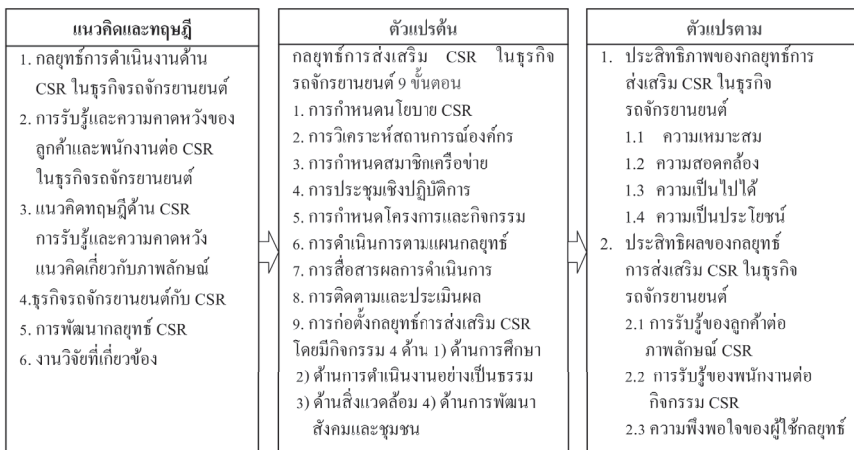 แนวคิดและทฤษฎี
1. กลยุทธ์การดำเนินงานด้าน
CSR ในธุรกิจรถจักรยานยนต์
2. การรับรู้และความคาดหวังของ
ลูกค้าและพนักงานต่อ CSR
ในธุรกิจรถจักรยานยนต์
3. แนวคิดทฤษฎีด้าน CSR
การรับรู้และความคาดหวัง
แนวคิดเกี่ยวกับภาพลักษณ์
4.ธุรกิจรถจักรยานยนต์กับ CSR
5. การพัฒนากลยุทธ์ CSR
6. งานวิจัยที่เกี่ยวข้อง
ตัวแปรต้น
กลยุทธ์การส่งเสริม CSR ในธุรกิจ
รถจักรยานยนต์ 9 ขั้นตอน
1. การกำหนดนโยบาย CSR
2. การวิเคราะห์สถานการณ์องค์กร
3. การกำหนดสมาชิกเครือข่าย
4. การประชุมเชิงปฏิบัติการ
5. การกำหนดโครงการและกิจกรรม
6. การดำเนินการตามแผนกลยุทธ์
7. การสื่อสารผลการดำเนินการ
8. การติดตามและประเมินผล
9. การก่อตั้งกลยุทธ์การส่งเสริม CSR
โดยมีกิจกรรม 4 ด้าน 1) ด้านการศึกษา
2) ด้านการดำเนินงานอย่างเป็นธรรม
3) ด้านสิ่งแวดล้อม 4) ด้านการพัฒนา
สังคมและชุมชน
ตัวแปรตาม
1. ประสิทธิภาพของกลยุทธ์การ
ส่งเสริม CSR ในธุรกิจ
รถจักรยานยนต์
1.1 ความเหมาะสม
1.2 ความสอดคล้อง
1.3 ความเป็นไปได้
1.4 ความเป็นประโยชน์
2. ประสิทธิผลของกลยุทธ์
การส่งเสริม CSR ในธุรกิจ
รถจักรยานยนต์
2.1 การรับรู้ของลูกค้าต่อ
ภาพลักษณ์ CSR
2.2 การรับรู้ของพนักงานต่อ
กิจกรรม CSR
2.3 ความพึงพอใจของผู้ใช้กลยุทธ์